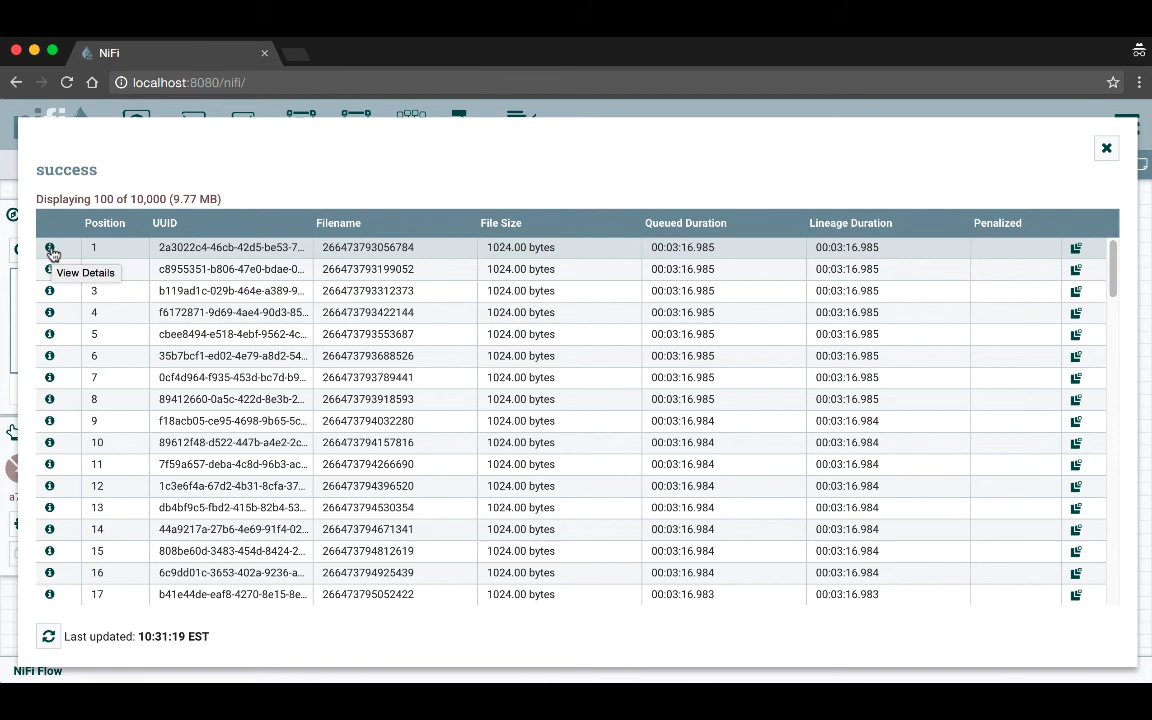 NiFi
localhost:8080/nifi/
success
Displaying 100 of 10,000 (9.77 MB)
Position UUID Filename File Size Queued Duration Lineage Duration Penalized
1 2a3022c4-46cb-42d5-be53-7... 266473793056784 1024.00 bytes 00:03:16.985 00:03:16.985
View Details
c8955351-b806-47e0-bdae-0... 266473793199052 1024.00 bytes 00:03:16.985 00:03:16.985
3 b119ad1c-029b-464e-a389-9... 266473793312373 1024.00 bytes 00:03:16.985 00:03:16.985
4 f6172871-9d69-4ae4-90d3-85... 266473793422144 1024.00 bytes 00:03:16.985 00:03:16.985
5 cbee8494-e518-4ebf-9562-4c... 266473793553687 1024.00 bytes 00:03:16.985 00:03:16.985
6 35b7bcf1-ed02-4e79-a8d2-54... 266473793688526 1024.00 bytes 00:03:16.985 00:03:16.985
7 0cf4d964-f935-453d-bc7d-b9... 266473793789441 1024.00 bytes 00:03:16.985 00:03:16.985
8 89412660-0a5c-422d-8e3b-2... 266473793918593 1024.00 bytes 00:03:16.985 00:03:16.985
9 f18acb05-ce95-4698-9b65-5c... 266473794032280 1024.00 bytes 00:03:16.984 00:03:16.984
10 89612f48-d522-447b-a4e2-2c... 266473794157816 1024.00 bytes 00:03:16.984 00:03:16.984
11 7f59a657-deba-4c8d-96b3-ac... 266473794266690 1024.00 bytes 00:03:16.984 00:03:16.984
12 1c3e6f4a-67d2-4b31-8cfa-37... 266473794396520 1024.00 bytes 00:03:16.984 00:03:16.984
13 db4bf9c5-fbd2-415b-82b4-53... 266473794530354 1024.00 bytes 00:03:16.984 00:03:16.984
14 44a9217a-27b6-4e69-91f4-02... 266473794671341 1024.00 bytes 00:03:16.984 00:03:16.984
15 808be60d-3483-454d-8424-2... 266473794812619 1024.00 bytes 00:03:16.984 00:03:16.984
16 6c9dd01c-3653-402a-9236-a... 266473794925439 1024.00 bytes 00:03:16.984 00:03:16.984
17 b41e44de-eaf8-4270-8e15-8e... 266473795052422 1024.00 bytes 00:03:16.983 00:03:16.983
Last updated: 10:31:19 EST
NiFi Flow